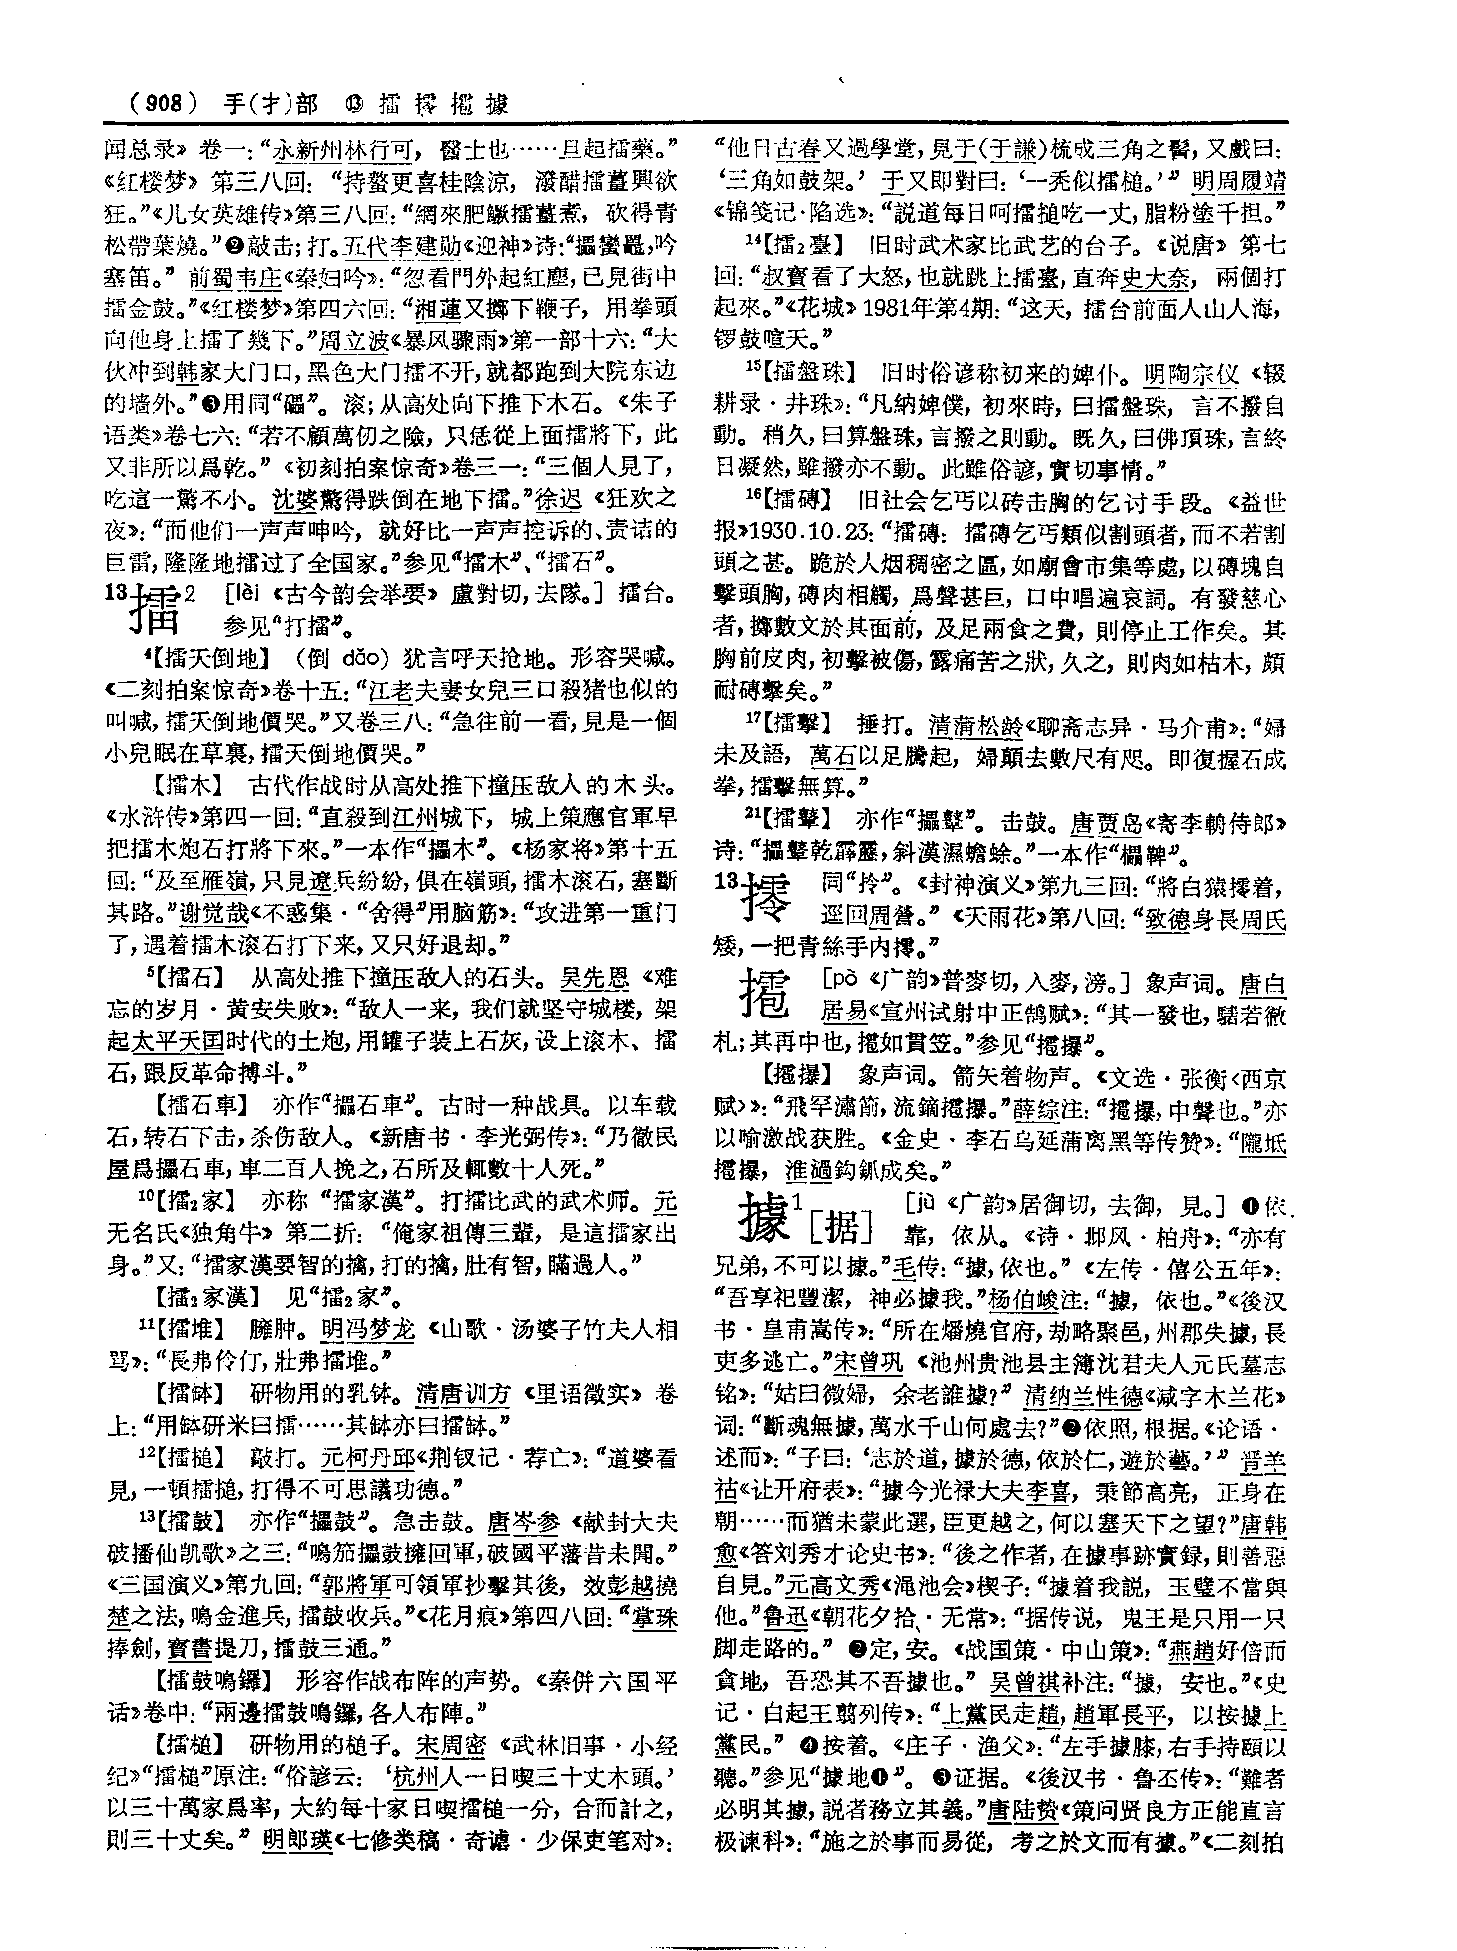 (908) 手(扌)部 ⑬ 擂 㩕 㩧 據
闻总录》卷一：“永新州林行可，醫士也……旦起擂藥。”
《红楼梦》第三八回：“持螯更喜桂陰涼，潑醋擂薑興欲
狂。”《儿女英雄传》第三八回：“網來肥鱖擂薑煮，砍得青
松帶葉燒。”❷敲击；打。五代李建勋《迎神》诗：“攂蠻鼉，吟
塞笛。”前蜀韦庄《秦妇吟》：“忽看門外起紅塵，已見街中
擂金鼓。”《红楼梦》第四六回：“湘蓮又擲下鞭子，用拳頭
向他身上擂了幾下。”周立波《暴风骤雨》第一部十六：“大
伙冲到韩家大门口，黑色大门擂不开，就都跑到大院东边
的墙外。”❸用同“礌”。滚；从高处向下推下木石。《朱子
语类》卷七六：“若不顧萬仞之險，只恁從上面擂將下，此
又非所以爲乾。”《初刻拍案惊奇》卷三一：“三個人見了，
吃這一驚不小。沈婆驚得跌倒在地下擂。”徐迟《狂欢之
夜》：“而他们一声声呻吟，就好比一声声控诉的、责诘的
巨雷，隆隆地擂过了全国家。”参见“擂木”、“擂石”。
13擂2 [lèi《古今韵会举要》盧對切，去隊。]擂台。
参见“打擂”。
4【擂天倒地】（倒 dǎo）犹言呼天抢地。形容哭喊。
《二刻拍案惊奇》卷十五：“江老夫妻女兒三口殺猪也似的
叫喊，擂天倒地價哭。”又卷三八：“急往前一看，見是一個
小兒眠在草裏，擂天倒地價哭。”
【擂木】 古代作战时从高处推下撞压敌人的木头。
《水浒传》第四一回：“直殺到江州城下，城上策應官軍早
把擂木炮石打將下來。”一本作“攂木”。《杨家将》第十五
回：“及至雁嶺，只見遼兵紛紛，俱在嶺頭，擂木滚石，塞斷
其路。”谢觉哉《不惑集·“舍得”用脑筋》：“攻进第一重门
了，遇着擂木滚石打下来，又只好退却。”
5【擂石】 从高处推下撞压敌人的石头。吴先恩《难
忘的岁月·黄安失败》：“敌人一来，我们就坚守城楼，架
起太平天国时代的土炮，用罐子装上石灰，设上滚木、擂
石，跟反革命搏斗。”
【擂石車】 亦作“攂石車”。古时一种战具。以车载
石，转石下击，杀伤敌人。《新唐书·李光弼传》：“乃徹民
屋爲攂石車，車二百人挽之，石所及輒數十人死。”
10【擂2家】 亦称“擂家漢”。打擂比武的武术师。元
无名氏《独角牛》第二折：“俺家祖傳三輩，是這擂家出
身。”又：“擂家漢要智的擒，打的擒，肚有智，瞞過人。”
【擂2家漢】 见“擂2家”。
11【擂堆】 臃肿。明冯梦龙《山歌·汤婆子竹夫人相
骂》：“長弗伶仃，壯弗擂堆。”
【擂缽】 研物用的乳钵。清唐训方《里语徵实》卷
上：“用缽研米曰擂……其缽亦曰擂缽。”
12【擂搥】 敲打。元柯丹邱《荆钗记·荐亡》：“道婆看
見，一頓擂搥，打得不可思議功德。”
13【擂鼓】 亦作“攂鼓”。急击鼓。唐岑参《献封大夫
破播仙凯歌》之三：“鳴笳攂鼓擁回軍，破國平蕃昔未聞。”
《三国演义》第九回：“郭將軍可領軍抄擊其後，效彭越撓
楚之法，鳴金進兵，擂鼓收兵。”《花月痕》第四八回：“掌珠
捧劍，寶書提刀，擂鼓三通。”
【擂鼓鳴鑼】 形容作战布阵的声势。《秦併六国平
话》卷中：“兩邊擂鼓鳴鑼，各人布陣。”
【擂槌】 研物用的槌子。宋周密《武林旧事·小经
纪》“擂槌”原注：“俗諺云：‘杭州人一日喫三十丈木頭。’
以三十萬家爲率，大約每十家日喫擂槌一分，合而計之，
則三十丈矣。”明郎瑛《七修类稿·奇谑·少保吏笔对》：
“他日古春又過學堂，見于(于謙)梳成三角之髻，又戲曰：
‘三角如鼓架。’于又即對曰：‘一秃似擂槌。’”明周履靖
《锦笺记·陷选》：“說道每日呵擂搥吃一丈，脂粉塗千担。”
14【擂2臺】 旧时武术家比武艺的台子。《说唐》第七
回：“叔寶看了大怒，也就跳上擂臺，直奔史大奈，兩個打
起來。”《花城》1981年第4期：“这天，擂台前面人山人海，
锣鼓喧天。”
15【擂盤珠】 旧时俗谚称初来的婢仆。明陶宗仪《辍
耕录·井珠》：“凡納婢僕，初來時，曰擂盤珠，言不撥自
動。稍久，曰算盤珠，言撥之則動。既久，曰佛頂珠，言終
日凝然，雖撥亦不動。此雖俗諺，實切事情。”
16【擂磚】 旧社会乞丐以砖击胸的乞讨手段。《益世
报》1930.10.23：“擂磚：擂磚乞丐類似割頭者，而不若割
頭之甚。跪於人烟稠密之區，如廟會市集等處，以磚塊自
擊頭胸，磚肉相觸，爲聲甚巨，口中唱遍哀詞。有發慈心
者，擲數文於其面前，及足兩食之費，則停止工作矣。其
胸前皮肉，初擊被傷，露痛苦之狀，久之，則肉如枯木，頗
耐磚擊矣。”
17【擂擊】 捶打。清蒲松龄《聊斋志异·马介甫》：“婦
未及語，萬石以足騰起，婦顛去數尺有咫。即復握石成
拳，擂擊無算。”
21【擂鼙】 亦作“攂鼙”。击鼓。唐贾岛《寄李輈侍郎》
诗：“攂鼙乾霹靂，斜漢濕蟾蜍。”一本作“櫑鞞”。
13㩕 同“拎”。《封神演义》第九三回：“將白猿㩕着，
逕回周營。”《天雨花》第八回：“致德身長周氏
矮，一把青絲手内㩕。”
㩧 [pò《广韵》普麥切，入麥，滂。]象声词。唐白
居易《宣州试射中正鹄赋》：“其一發也，騞若徹
札；其再中也，㩧如貫笠。”参见“㩧㩧”。
【㩧攥】 象声词。箭矢着物声。《文选·张衡〈西京
赋〉》：“飛罕潚箾，流鏑㩧攥。”薛综注：“㩧攥，中聲也。”亦
以喻激战获胜。《金史·李石乌延蒲离黑等传赞》：“隴坻
㩧攥，淮過鈎鈲成矣。”
據1[据] [jù《广韵》居御切，去御，見。]❶依
靠，依从。《诗·邶风·柏舟》：“亦有
兄弟，不可以據。”毛传：“據，依也。”《左传·僖公五年》：
“吾享祀豐潔，神必據我。”杨伯峻注：“據，依也。”《後汉
书·皇甫嵩传》：“所在燔燒官府，劫略聚邑，州郡失據，長
吏多逃亡。”宋曾巩《池州贵池县主簿沈君夫人元氏墓志
铭》：“姑曰微婦，余老誰據？”清纳兰性德《减字木兰花》
词：“斷魂無據，萬水千山何處去？”❷依照，根据。《论语·
述而》：“子曰：‘志於道，據於德，依於仁，遊於藝。’”晋羊
祜《让开府表》：“據今光禄大夫李喜，秉節高亮，正身在
朝……而猶未蒙此選，臣更越之，何以塞天下之望？”唐韩
愈《答刘秀才论史书》：“後之作者，在據事跡實録，則善惡
自見。”元高文秀《渑池会》楔子：“據着我説，玉璧不當與
他。”鲁迅《朝花夕拾·无常》：“据传说，鬼王是只用一只
脚走路的。”❷定，安。《战国策·中山策》：“燕趙好倍而
貪地，吾恐其不吾據也。”吴曾祺补注：“據，安也。”《史
记·白起王翦列传》：“上黨民走趙，趙軍長平，以按據上
黨民。”❹按着。《庄子·渔父》：“左手據膝，右手持頤以
聽。”参见“據地❶”。❸证据。《後汉书·鲁丕传》：“難者
必明其據，説者務立其義。”唐陆贽《策问贤良方正能直言
极谏科》：“施之於事而易從，考之於文而有據。”《二刻拍